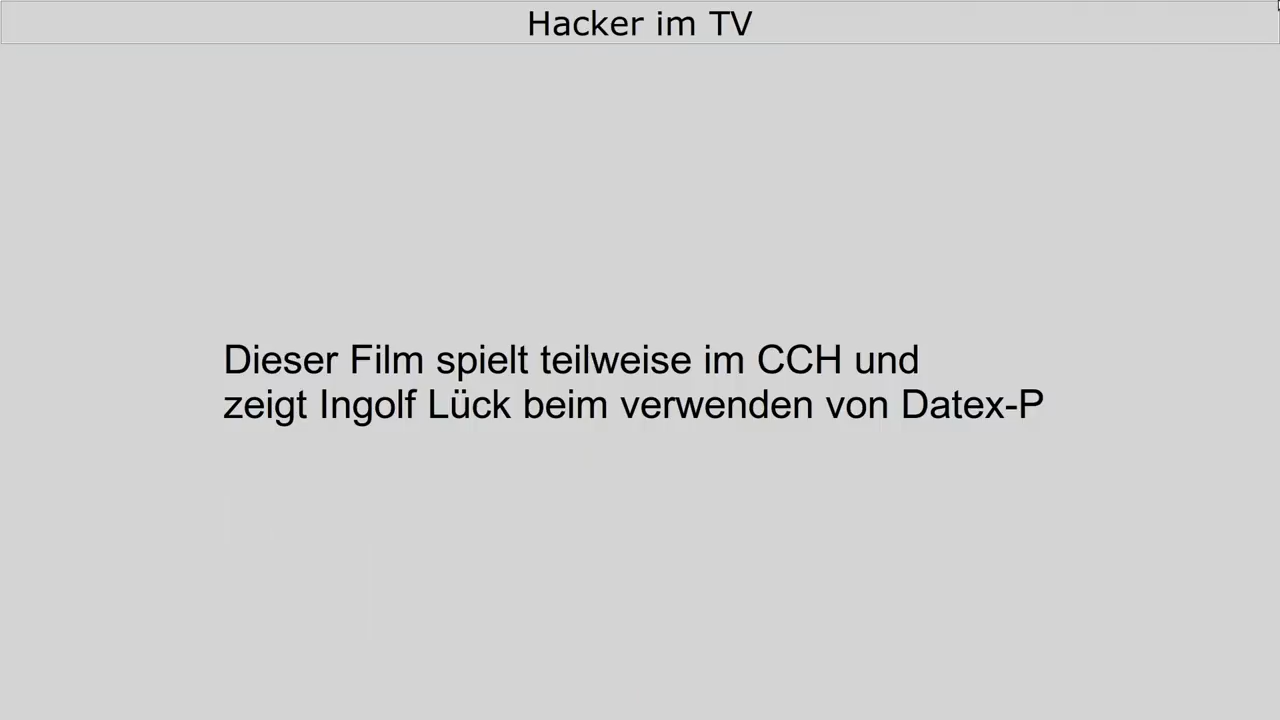 Hacker im TV
Dieser Film spielt teilweise im CCH und
zeigt Ingolf Lück beim verwenden von Datex-P